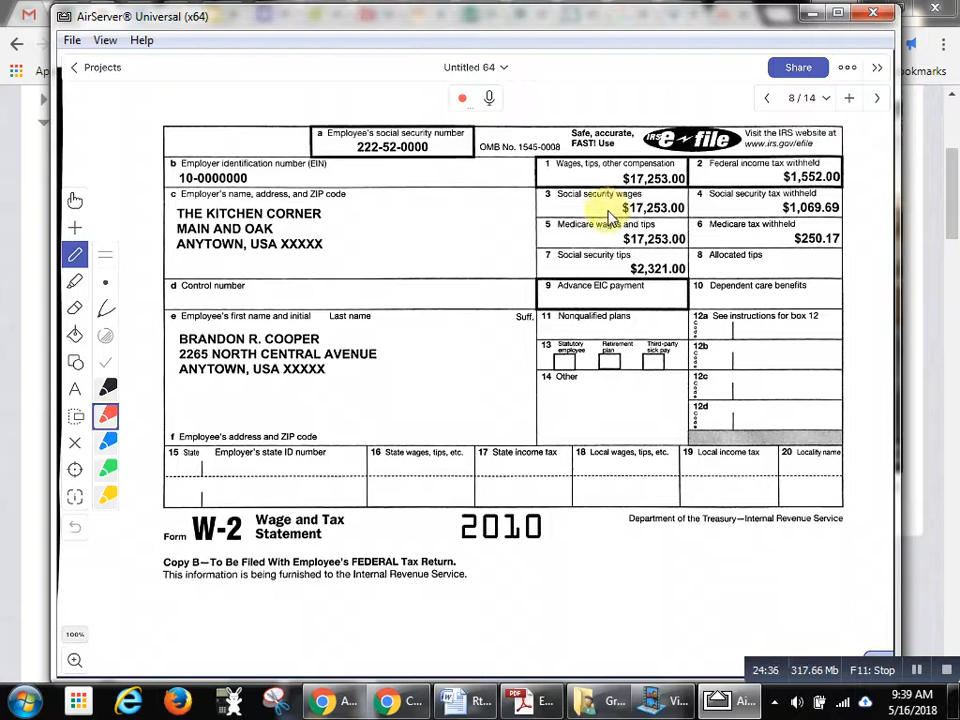 AirServer® Universal (x64)
File View Help
Projects
Untitled 64
Share
8 / 14
Ap
ookmarks
a Employee's social security number
222-52-0000
OMB No. 1545-0008
Safe, accurate,
FAST! Use
IRS e-file
Visit the IRS website at
www.irs.gov/efile
b Employer identification number (EIN)
10-0000000
1 Wages, tips, other compensation
$17,253.00
2 Federal income tax withheld
$1,552.00
c Employer's name, address, and ZIP code
THE KITCHEN CORNER
MAIN AND OAK
ANYTOWN, USA XXXXX
3 Social security wages
$17,253.00
4 Social security tax withheld
$1,069.69
5 Medicare wages and tips
$17,253.00
6 Medicare tax withheld
$250.17
7 Social security tips
$2,321.00
8 Allocated tips
d Control number
9 Advance EIC payment
10 Dependent care benefits
e Employee's first name and initial Last name Suff.
BRANDON R. COOPER
2265 NORTH CENTRAL AVENUE
ANYTOWN, USA XXXXX
11 Nonqualified plans
12a See instructions for box 12
Code
13 Statutory employee Retirement plan Third-party sick pay
12b
Code
14 Other
12c
Code
12d
Code
f Employee's address and ZIP code
15 State Employer's state ID number
16 State wages, tips, etc.
17 State income tax
18 Local wages, tips, etc.
19 Local income tax
20 Locality name
Form W-2 Wage and Tax
Statement
2010
Department of the Treasury—Internal Revenue Service
Copy B—To Be Filed With Employee's FEDERAL Tax Return.
This information is being furnished to the Internal Revenue Service.
100%
24:36 317.66 Mb F11: Stop
A... C... Rt... E... Gr... Vi... Ai...
9:39 AM
5/16/2018